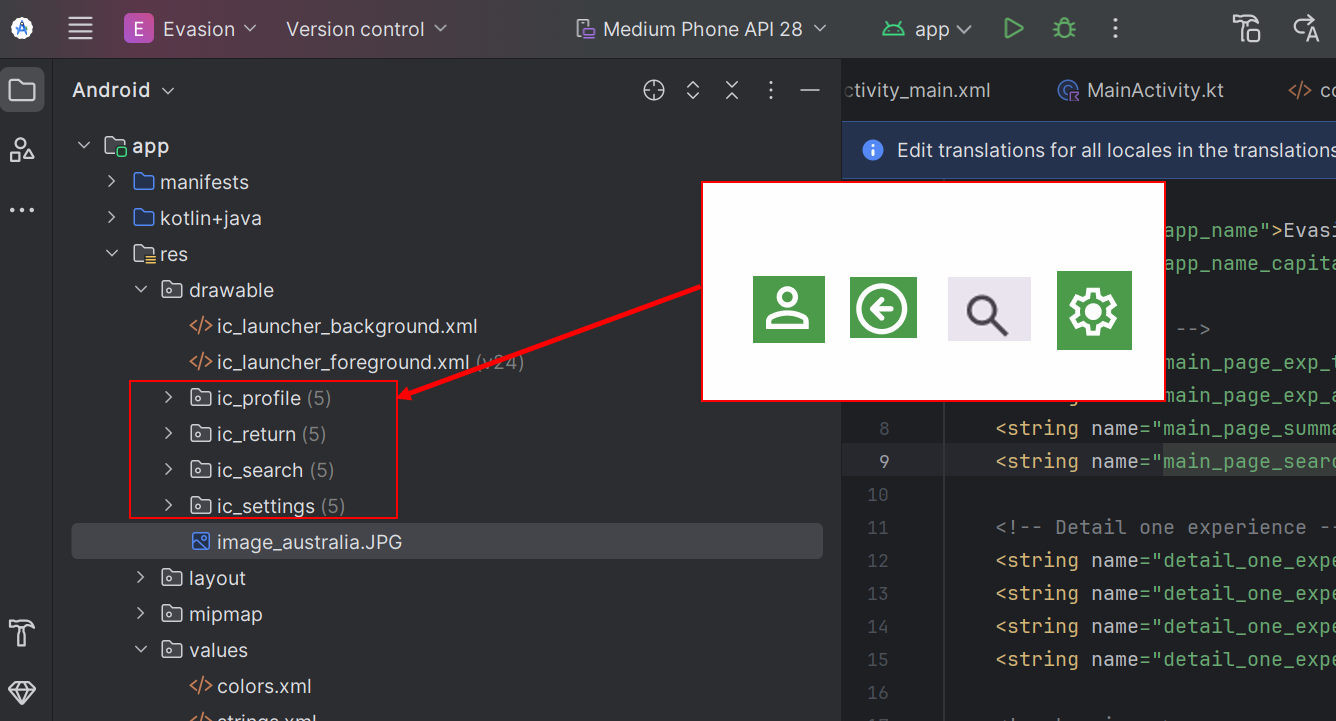 E Evasion Version control Medium Phone API 28 app
Android
ctivity_main.xml MainActivity.kt </> co
app
Edit translations for all locales in the translations
manifests
kotlin+java
app_name">Evasi
res
app_name_capita
drawable
</> ic_launcher_background.xml
-->
</> ic_launcher_foreground.xml (v24)
main_page_exp_t
ic_profile (5)
main_page_exp_a
ic_return (5)
8 <string name="main_page_summa
ic_search (5)
9 <string name="main_page_searc
10
ic_settings (5)
11 <!-- Detail one experience --
image_australia.JPG
12 <string name="detail_one_expe
layout
13 <string name="detail_one_expe
mipmap
14 <string name="detail_one_expe
values
15 <string name="detail_one_expe
</> colors.xml
16
</> strings.xml